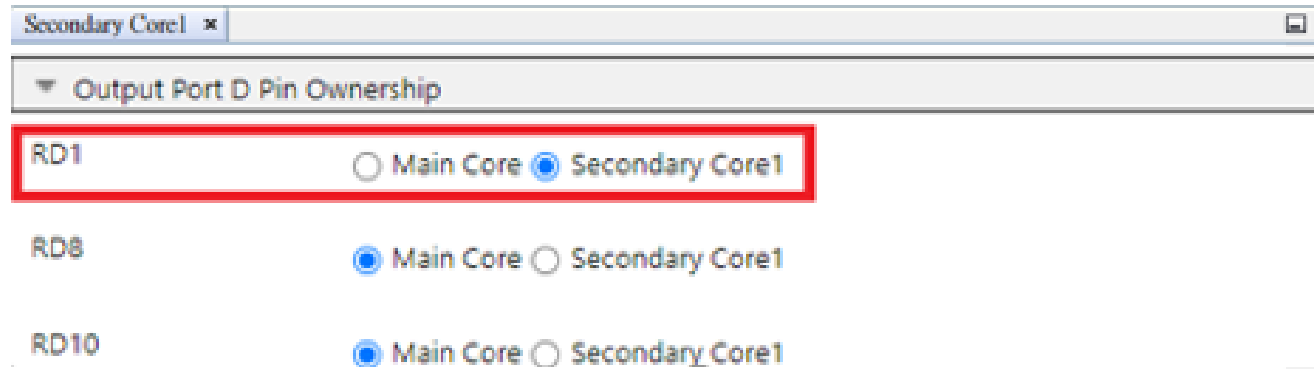 Secondary Core1 ×
Output Port D Pin Ownership
RD1 Main Core Secondary Core1
RD8 Main Core Secondary Core1
RD10 Main Core Secondary Core1